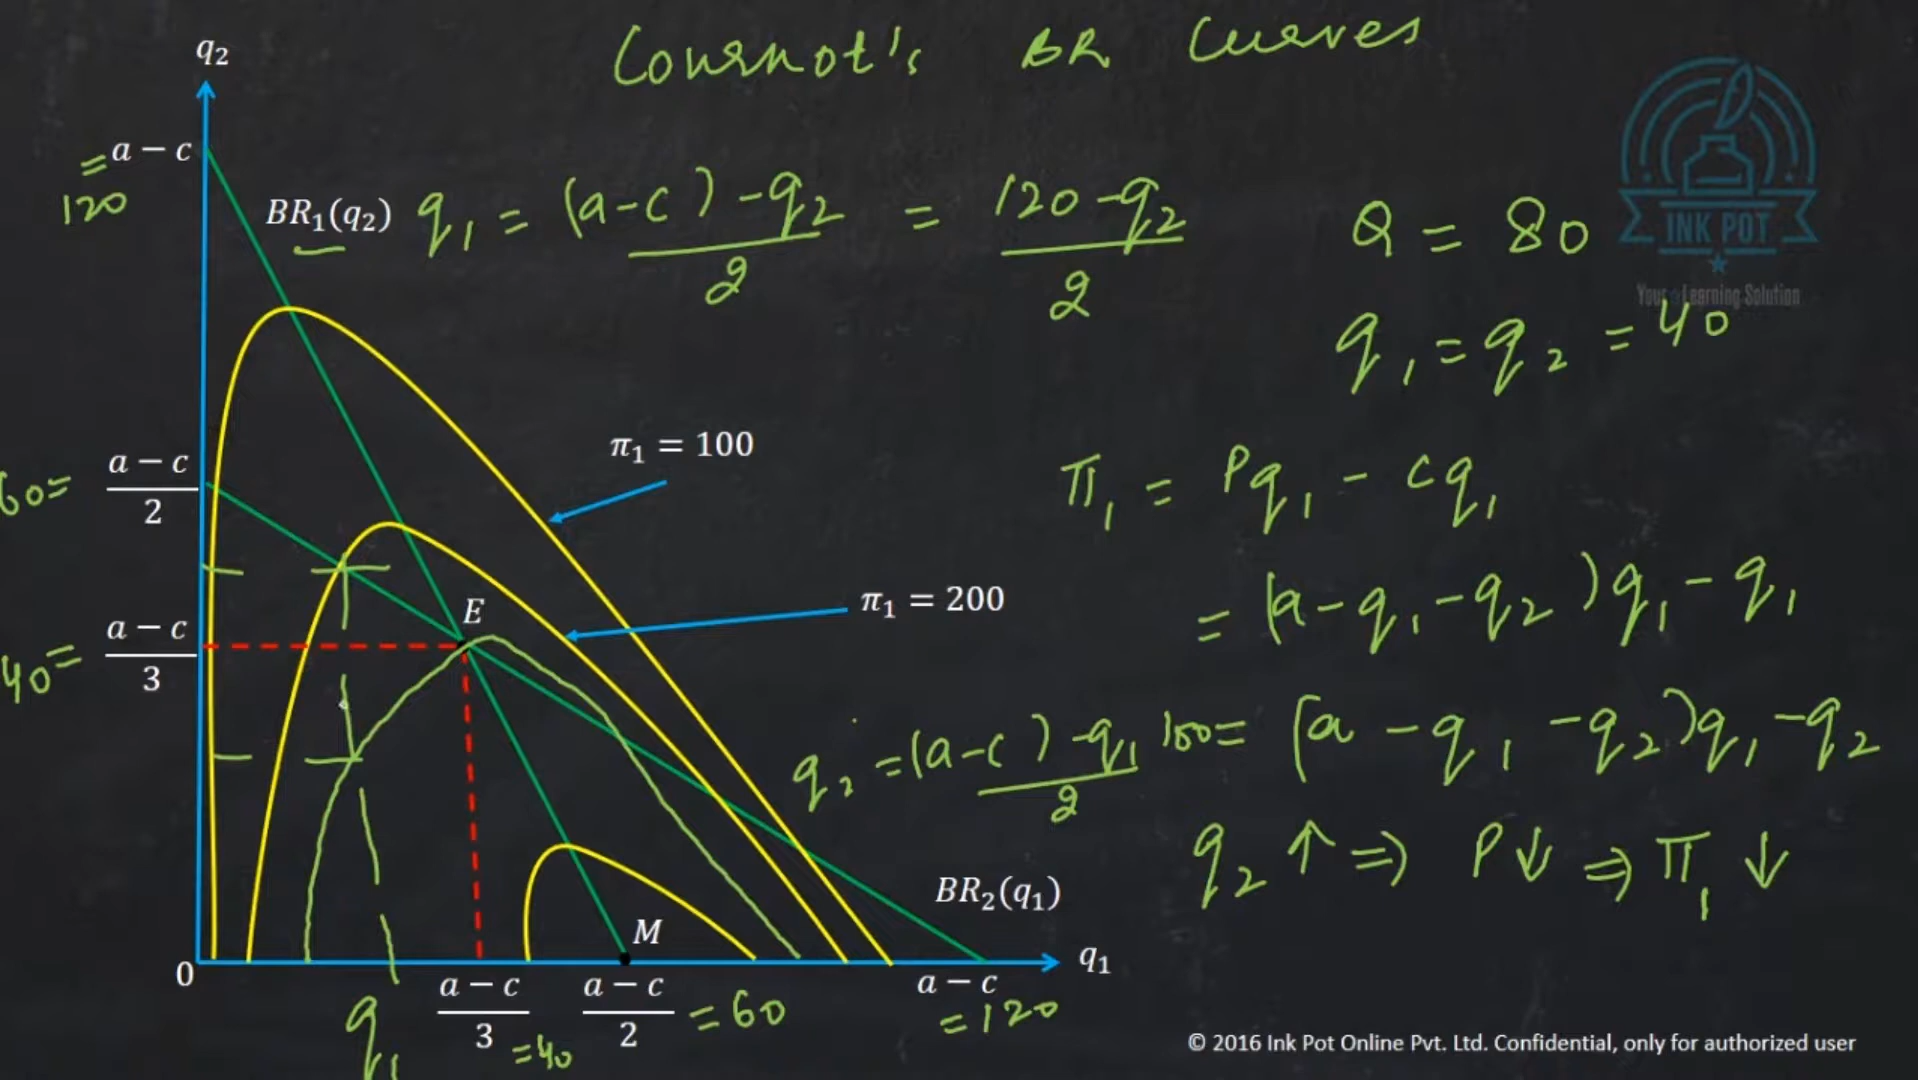 Cournot's BR Curves
q₂
a − c
= 120
BR₁(q₂) q₁ = (a-c) - q₂ / 2 = 120 - q₂ / 2
Q = 80
INK POT
Your eLearning Solution
q₁ = q₂ = 40
π₁ = 100
60 = a − c / 2
π₁ = Pq₁ - cq₁
E
π₁ = 200
= (a - q₁ - q₂) q₁ - q₁
40 = a − c / 3
q₂ = (a-c) - q₁ / 2
100 = (a - q₁ - q₂) q₁ - q₂
q₂ ↑ ⇒ P↓ ⇒ π₁ ↓
BR₂(q₁)
M
0
q₁
q₁
a − c / 3 = 40
a − c / 2 = 60
a − c = 120
© 2016 Ink Pot Online Pvt. Ltd. Confidential, only for authorized user